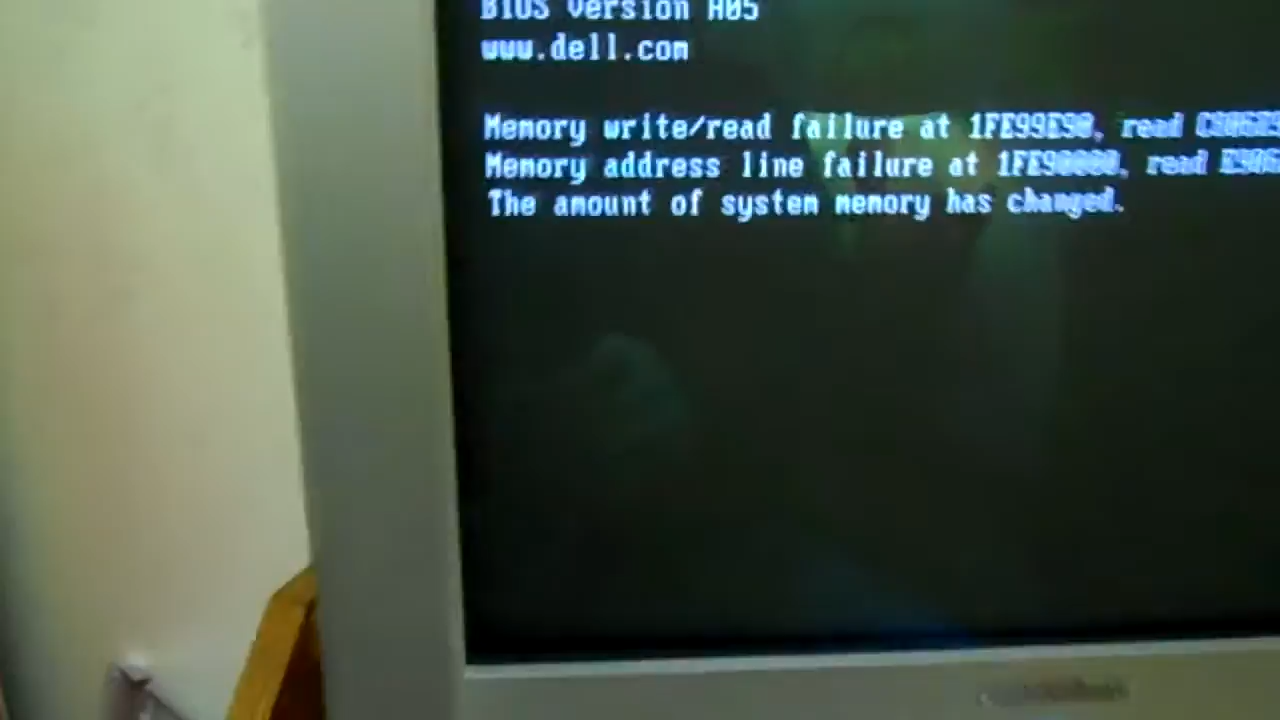 BIOS Version A05
www.dell.com
Memory write/read failure at 1FE99E90, read
Memory address line failure at 1FE90000, read
The amount of system memory has changed.